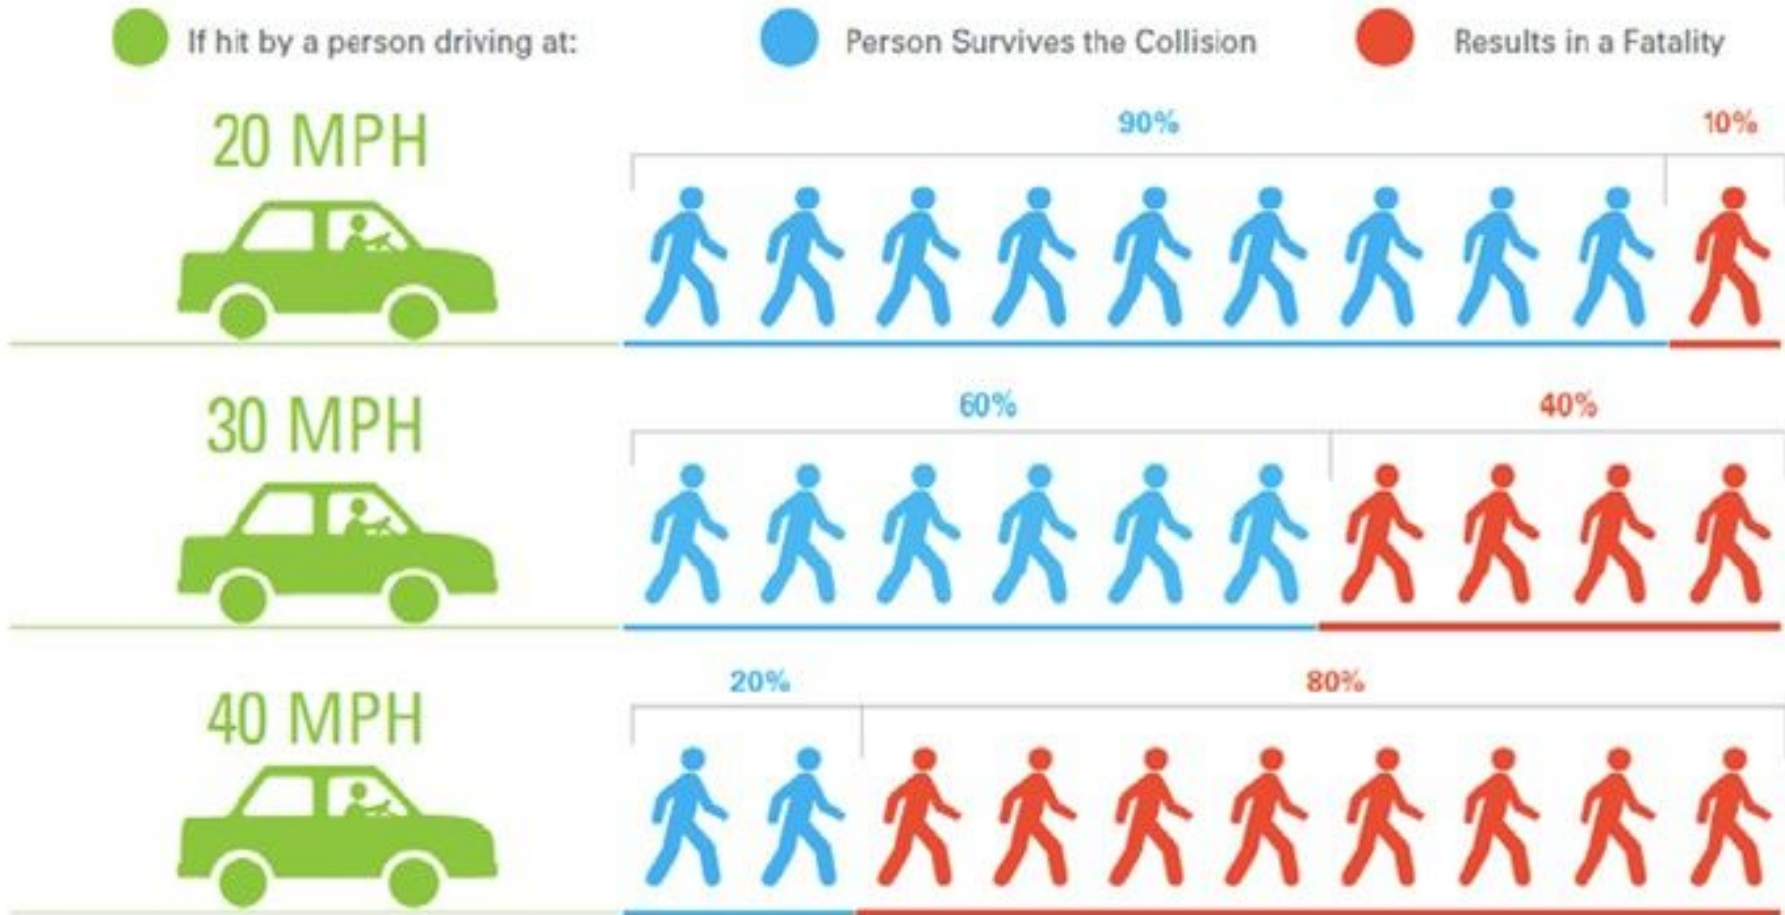 If hit by a person driving at:
Person Survives the Collision
Results in a Fatality
20 MPH
90%
10%
30 MPH
60%
40%
40 MPH
20%
80%